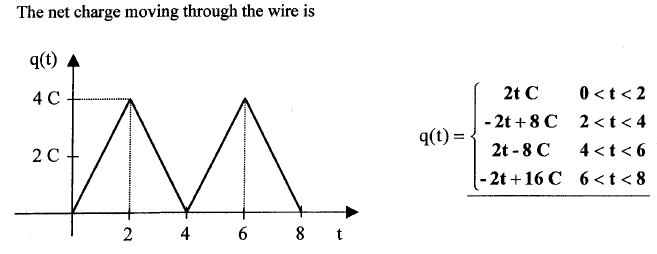 The net charge moving through the wire is
q(t)
4 C
2 C
2 4 6 8 t
q(t) =
2t C 0 < t < 2
- 2t + 8 C 2 < t < 4
2t - 8 C 4 < t < 6
- 2t + 16 C 6 < t < 8